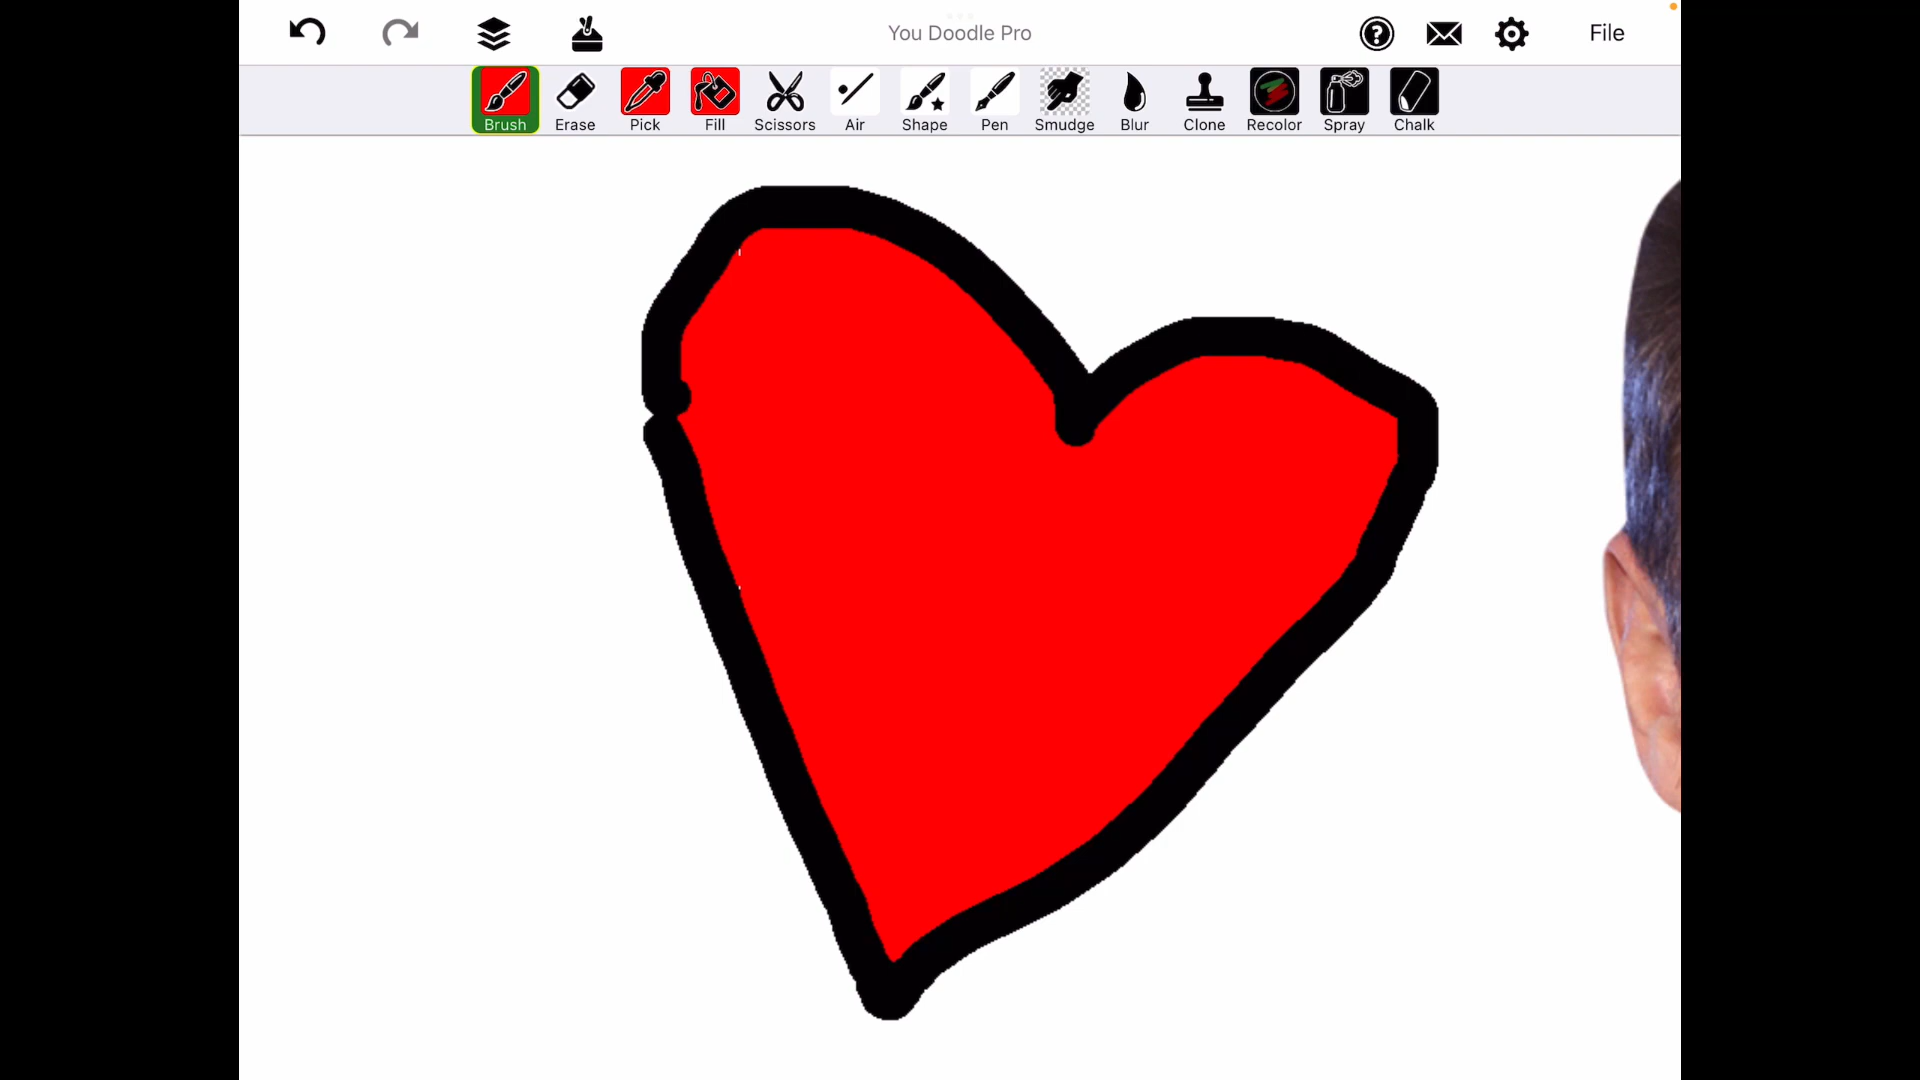 You Doodle Pro
File
Brush
Erase
Pick
Fill
Scissors
Air
Shape
Pen
Smudge
Blur
Clone
Recolor
Spray
Chalk